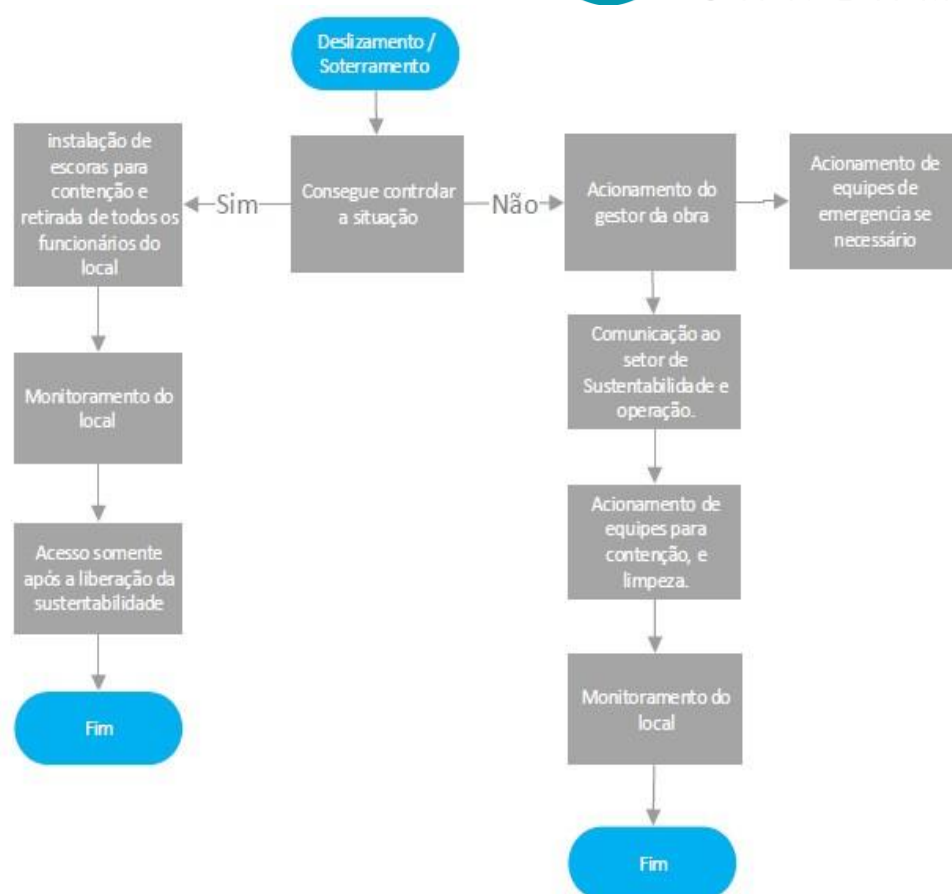 Deslizamento /
Soterramento
instalação de
escoras para
contenção e
retirada de todos os
funcionários do
local
Sim
Consegue controlar
a situação
Não
Acionamento do
gestor da obra
Acionamento de
equipes de
emergencia se
necessário
Monitoramento do
local
Comunicação ao
setor de
Sustentabilidade e
operação.
Acesso somente
após a liberação da
sustentabilidade
Acionamento de
equipes para
contenção, e
limpeza.
Fim
Monitoramento do
local
Fim